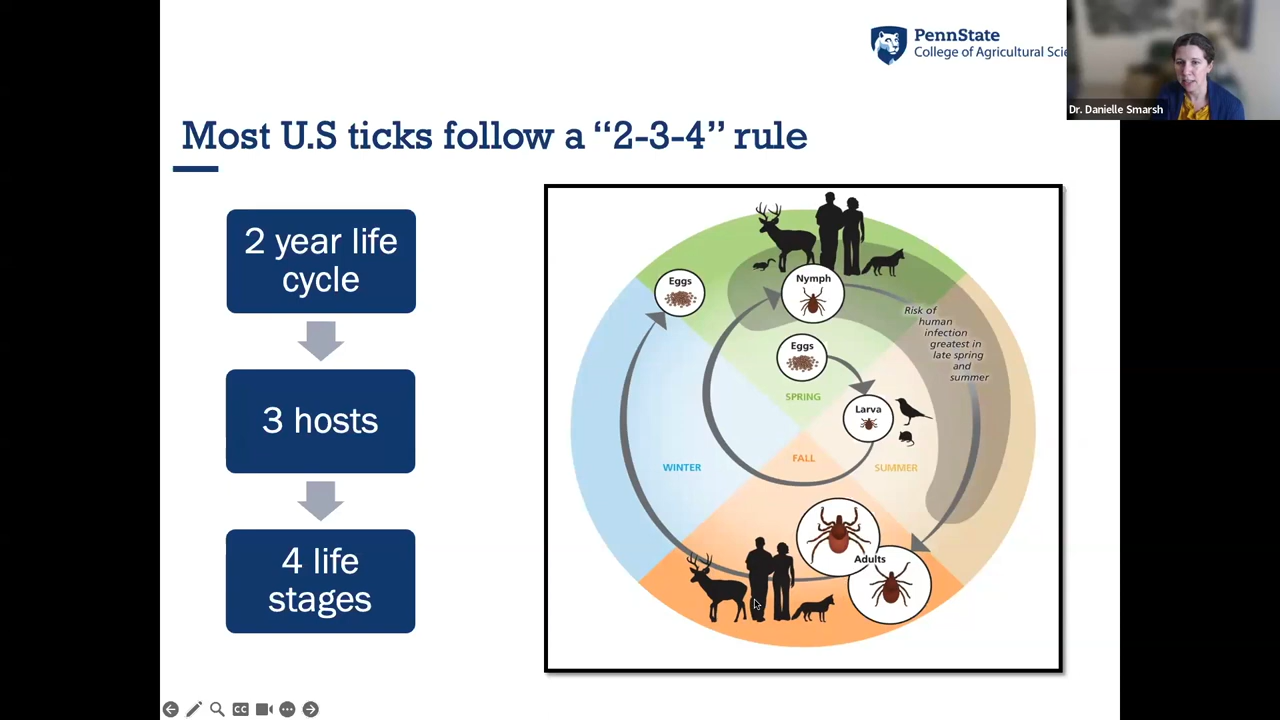 PennState
College of Agricultural
Dr. Danielle Smarsh
Most U.S ticks follow a “2-3-4” rule
2 year life
cycle
3 hosts
4 life
stages
Eggs
Nymph
Risk of
human
infection
greatest in
late spring
and
summer
Eggs
SPRING
Larva
FALL
WINTER
SUMMER
Adults
CC